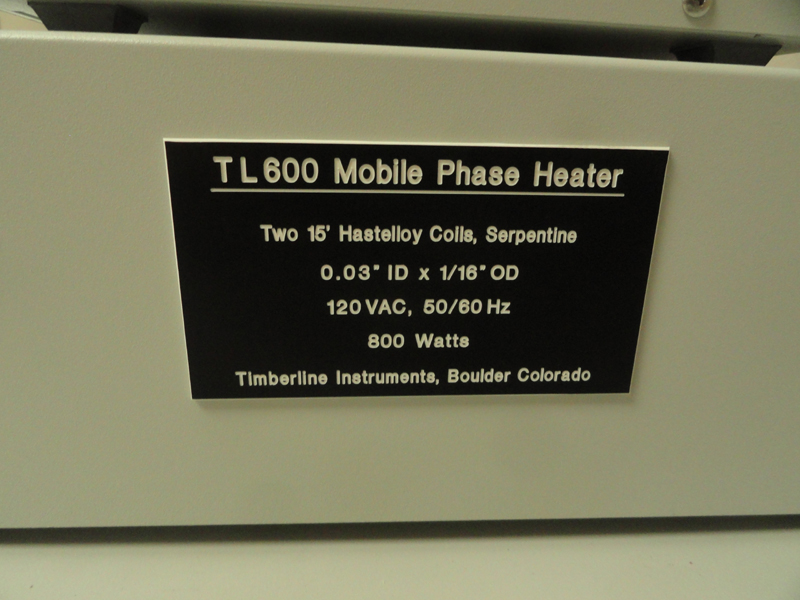 TL600 Mobile Phase Heater
Two 15' Hastelloy Coils, Serpentine
0.03" ID x 1/16" OD
120 VAC, 50/60 Hz
800 Watts
Timberline Instruments, Boulder Colorado